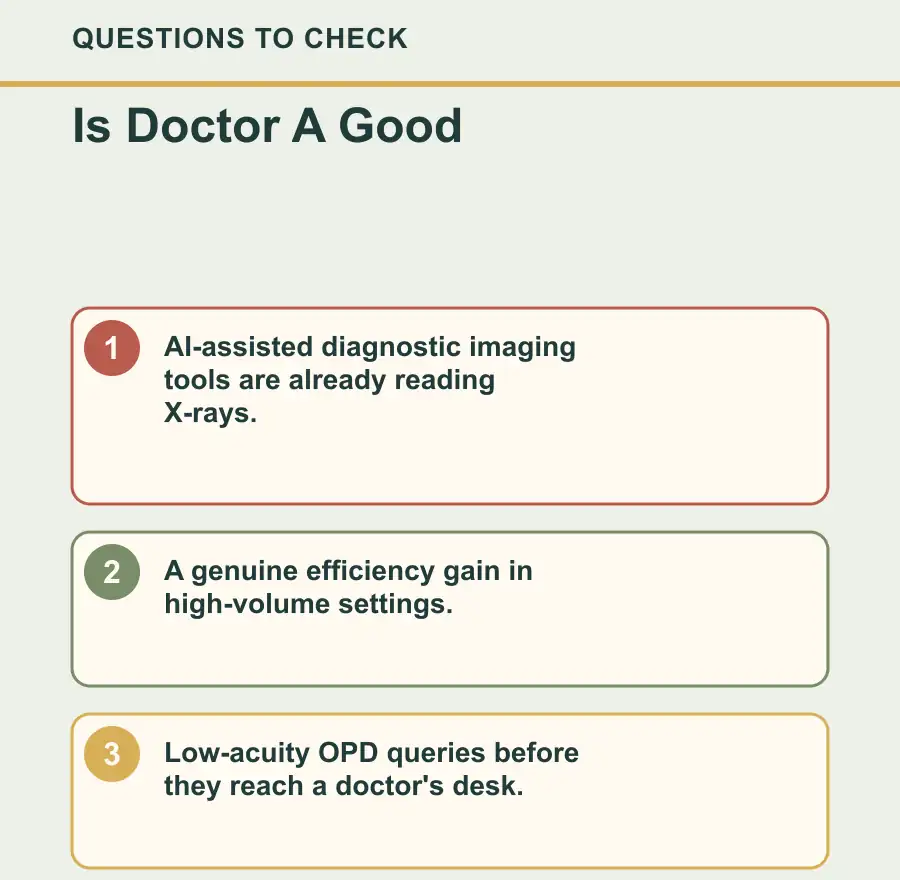 QUESTIONS TO CHECK
Is Doctor A Good
1
AI-assisted diagnostic imaging
tools are already reading
X-rays.
2
A genuine efficiency gain in
high-volume settings.
3
Low-acuity OPD queries before
they reach a doctor's desk.